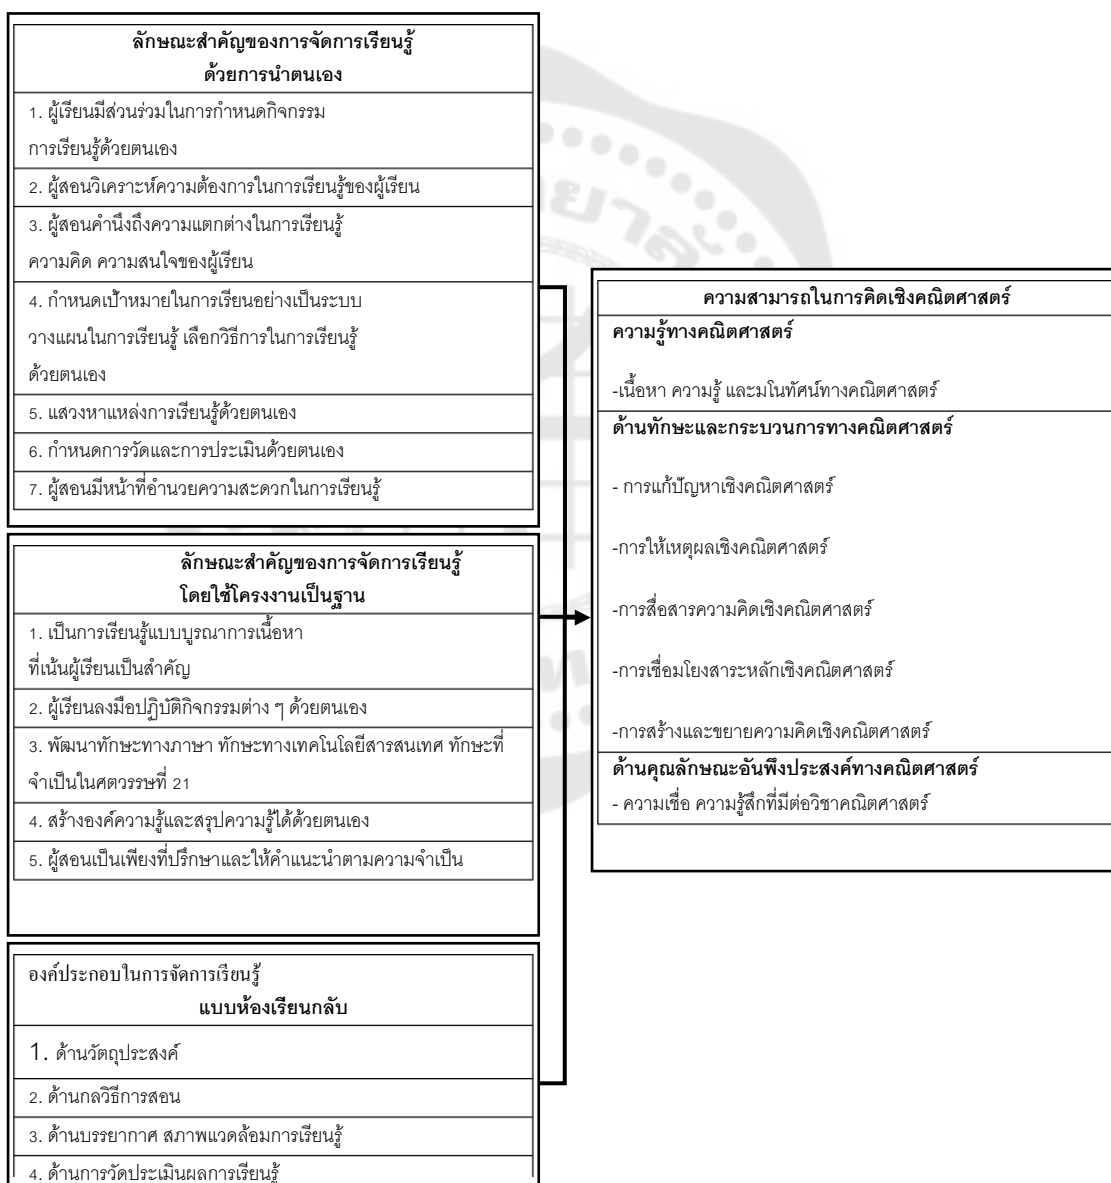 ลักษณะสำคัญของการจัดการเรียนรู้
ด้วยการนำตนเอง
1. ผู้เรียนมีส่วนร่วมในการกำหนดกิจกรรม
การเรียนรู้ด้วยตนเอง
2. ผู้สอนวิเคราะห์ความต้องการในการเรียนรู้ของผู้เรียน
3. ผู้สอนคำนึงถึงความแตกต่างในการเรียนรู้
ความคิด ความสนใจของผู้เรียน
4. กำหนดเป้าหมายในการเรียนอย่างเป็นระบบ
วางแผนในการเรียนรู้ เลือกวิธีการในการเรียนรู้
ด้วยตนเอง
5. แสวงหาแหล่งการเรียนรู้ด้วยตนเอง
6. กำหนดการวัดและการประเมินด้วยตนเอง
7. ผู้สอนมีหน้าที่อำนวยความสะดวกในการเรียนรู้
ลักษณะสำคัญของการจัดการเรียนรู้
โดยใช้โครงงานเป็นฐาน
1. เป็นการเรียนรู้แบบบูรณาการเนื้อหา
ที่เน้นผู้เรียนเป็นสำคัญ
2. ผู้เรียนลงมือปฏิบัติกิจกรรมต่าง ๆ ด้วยตนเอง
3. พัฒนาทักษะทางภาษา ทักษะทางเทคโนโลยีสารสนเทศ ทักษะที่
จำเป็นในศตวรรษที่ 21
4. สร้างองค์ความรู้และสรุปความรู้ได้ด้วยตนเอง
5. ผู้สอนเป็นเพียงที่ปรึกษาและให้คำแนะนำตามความจำเป็น
องค์ประกอบในการจัดการเรียนรู้
แบบห้องเรียนกลับ
1. ด้านวัตถุประสงค์
2. ด้านกลวิธีการสอน
3. ด้านบรรยากาศ สภาพแวดล้อมการเรียนรู้
4. ด้านการวัดประเมินผลการเรียนรู้
ความสามารถในการคิดเชิงคณิตศาสตร์
ความรู้ทางคณิตศาสตร์
-เนื้อหา ความรู้ และมโนทัศน์ทางคณิตศาสตร์
ด้านทักษะและกระบวนการทางคณิตศาสตร์
- การแก้ปัญหาเชิงคณิตศาสตร์
-การให้เหตุผลเชิงคณิตศาสตร์
-การสื่อสารความคิดเชิงคณิตศาสตร์
-การเชื่อมโยงสาระหลักเชิงคณิตศาสตร์
-การสร้างและขยายความคิดเชิงคณิตศาสตร์
ด้านคุณลักษณะอันพึงประสงค์ทางคณิตศาสตร์
- ความเชื่อ ความรู้สึกที่มีต่อวิชาคณิตศาสตร์